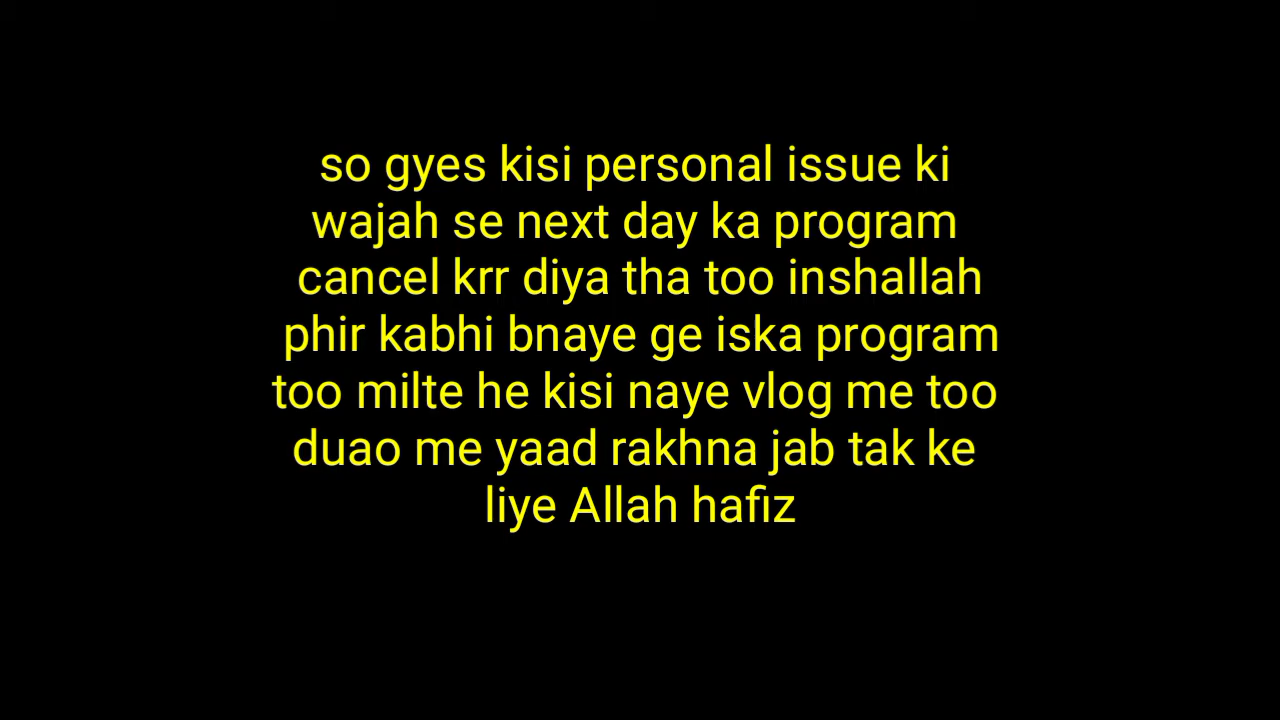 so gyes kisi personal issue ki
wajah se next day ka program
cancel krr diya tha too inshallah
phir kabhi bnaye ge iska program
too milte he kisi naye vlog me too
duao me yaad rakhna jab tak ke
liye Allah hafiz